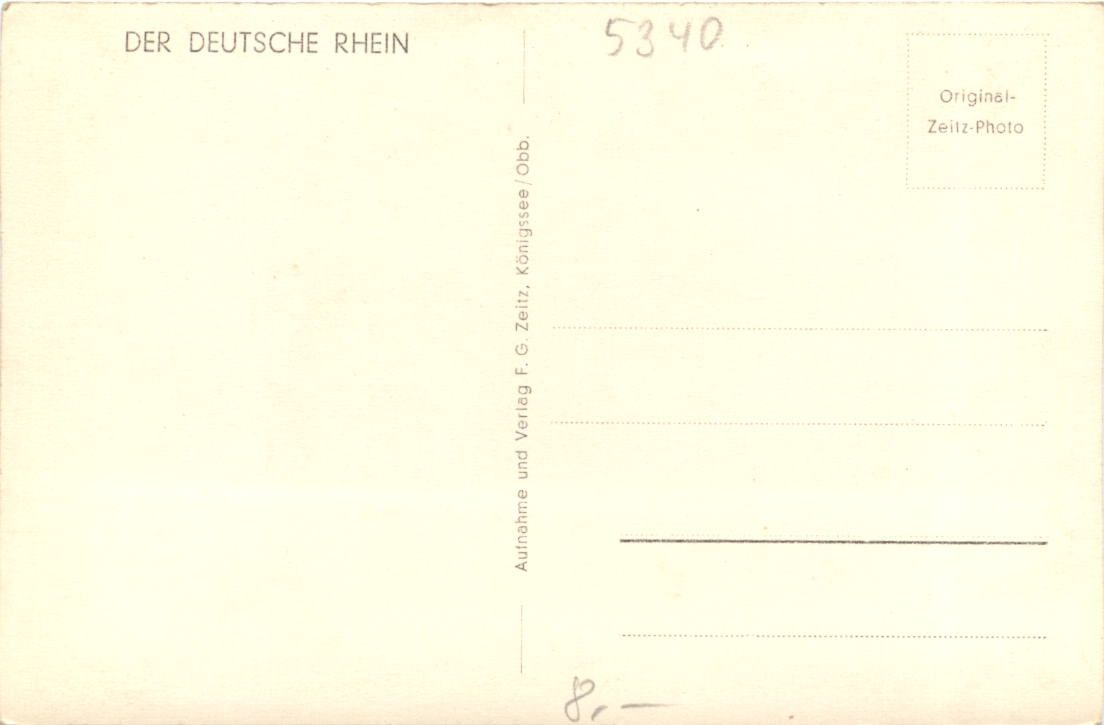 DER DEUTSCHE RHEIN
5340
Original-
Zeitz-Photo
Aufnahme und Verlag F. G. Zeitz, Königssee/Obb.
8,—